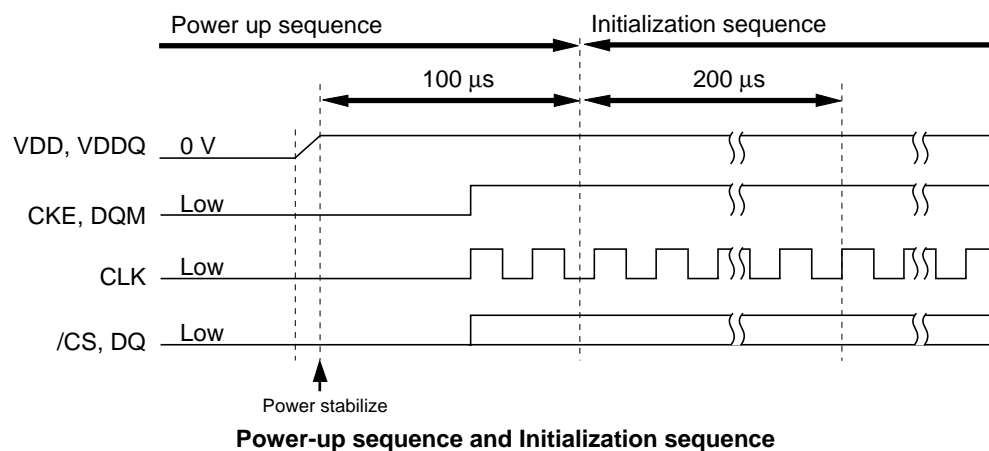 Power up sequence Initialization sequence
100 μs 200 μs
VDD, VDDQ 0 V
CKE, DQM Low
CLK Low
/CS, DQ Low
Power stabilize
Power-up sequence and Initialization sequence